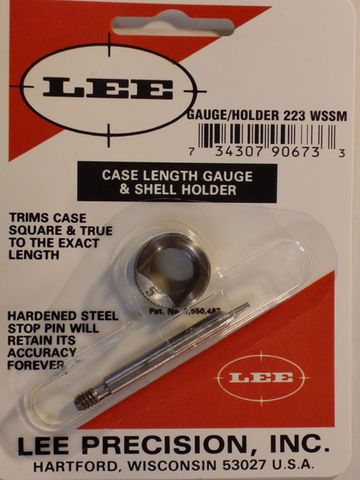 LEE
GAUGE/HOLDER 223 WSSM
7 34307 90673 3
CASE LENGTH GAUGE
& SHELL HOLDER
TRIMS CASE
SQUARE & TRUE
TO THE EXACT
LENGTH
HARDENED STEEL
STOP PIN WILL
RETAIN ITS
ACCURACY
FOREVER
Pat. No.
LEE
LEE PRECISION, INC.
HARTFORD, WISCONSIN 53027 U.S.A.